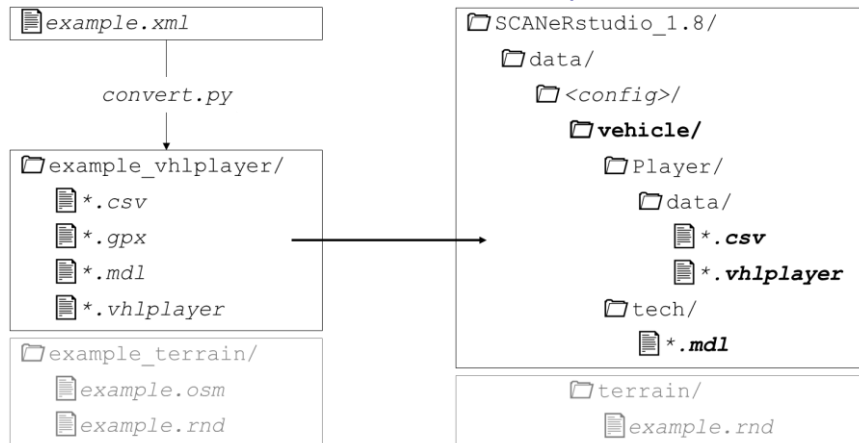 example.xml
convert.py
example_vhlplayer/
*.csv
*.gpx
*.mdl
*.vhlplayer
example_terrain/
example.osm
example.rnd
SCANeRstudio_1.8/
data/
<config>/
vehicle/
Player/
data/
*.csv
*.vhlplayer
tech/
*.mdl
terrain/
example.rnd